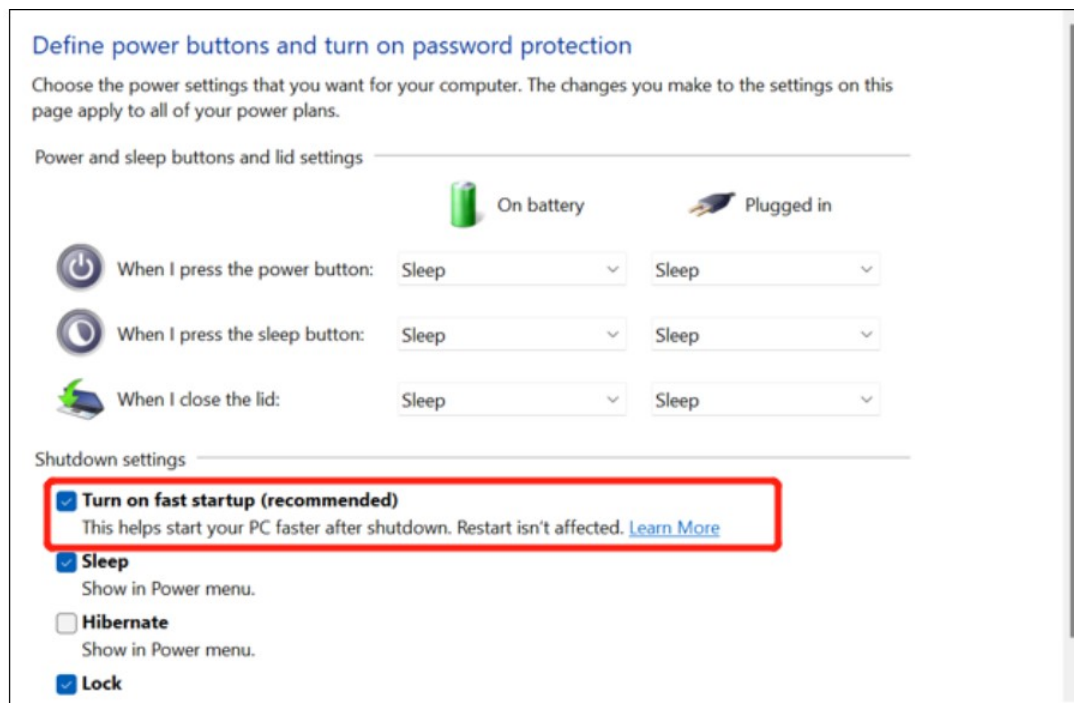 Define power buttons and turn on password protection
Choose the power settings that you want for your computer. The changes you make to the settings on this
page apply to all of your power plans.
Power and sleep buttons and lid settings
On battery Plugged in
When I press the power button: Sleep Sleep
When I press the sleep button: Sleep Sleep
When I close the lid: Sleep Sleep
Shutdown settings
Turn on fast startup (recommended)
This helps start your PC faster after shutdown. Restart isn't affected. Learn More
Sleep
Show in Power menu.
Hibernate
Show in Power menu.
Lock